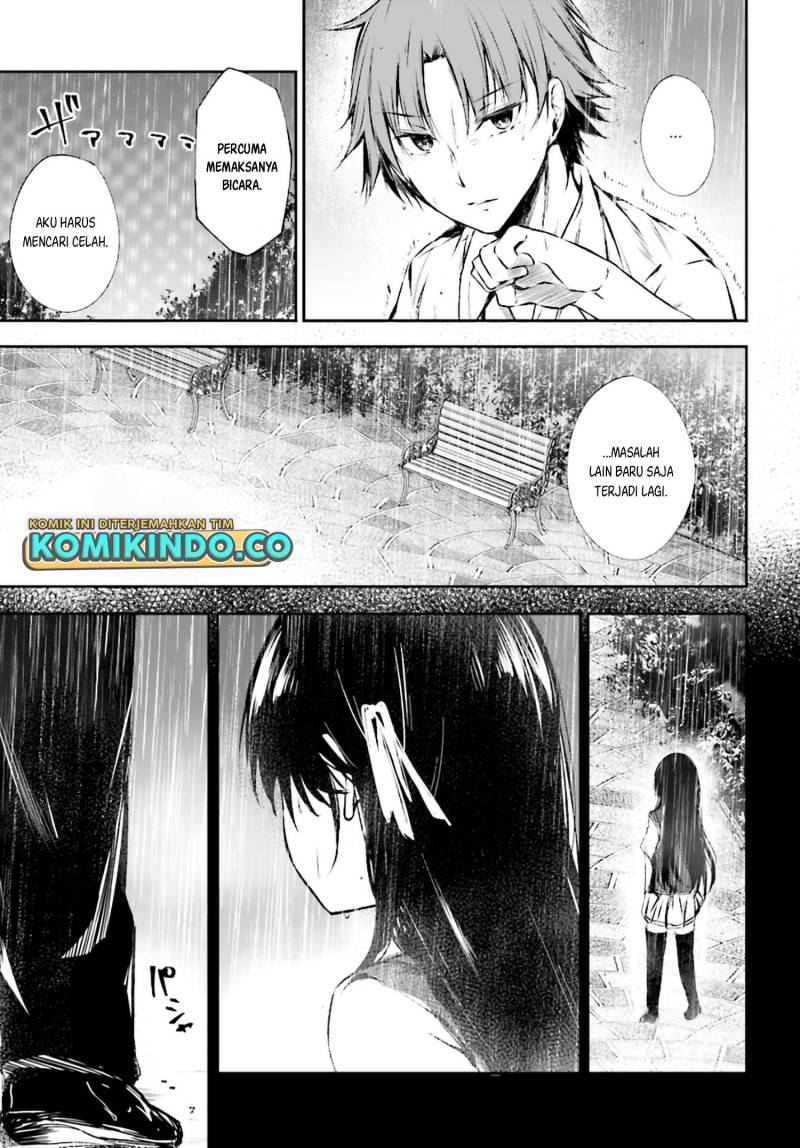 ...
PERCUMA
MEMAKSANYA
BICARA.
AKU HARUS
MENCARI CELAH.
ザァァァァ
...MASALAH
LAIN BARU SAJA
TERJADI LAGI.
KOMIK INI DITERJEMAHKAN TIM
KOMIKINDO.CO
パシャ